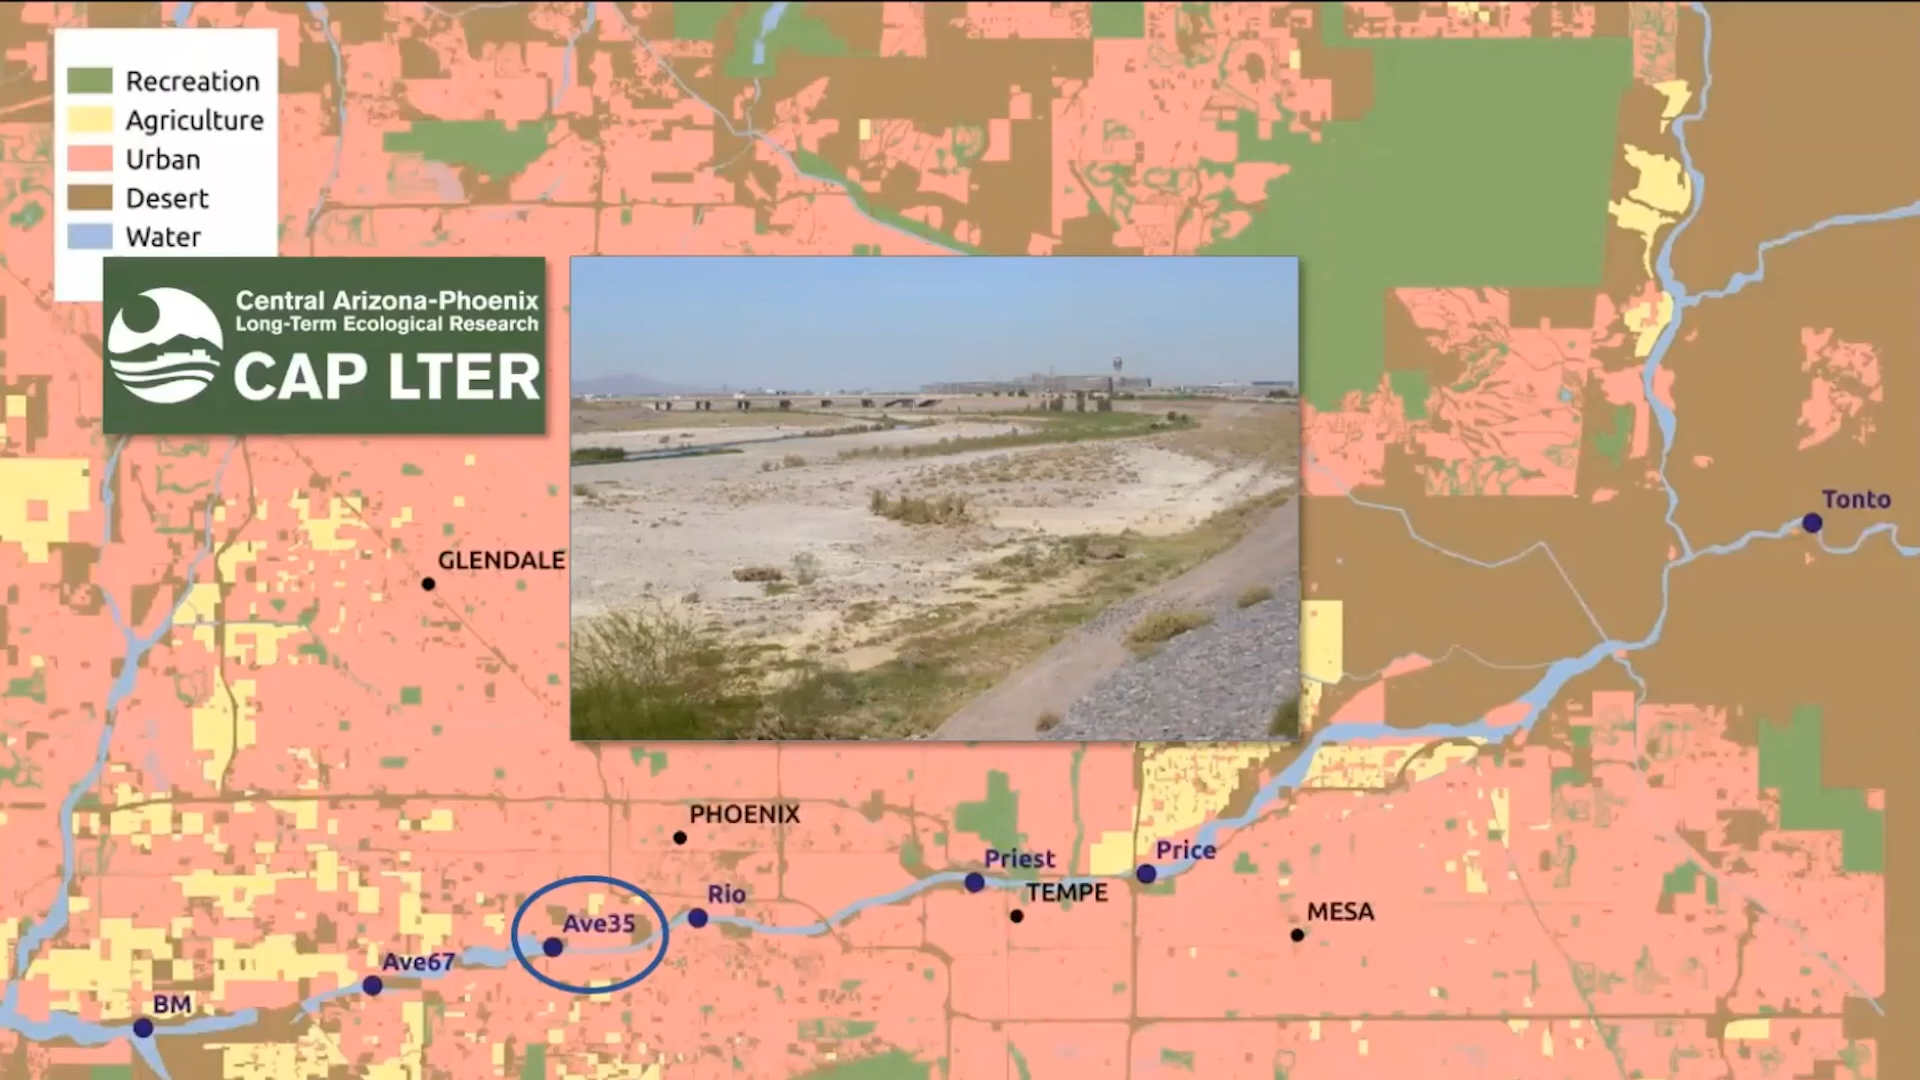 Recreation
Agriculture
Urban
Desert
Water
Central Arizona-Phoenix
Long-Term Ecological Research
CAP LTER
GLENDALE
Tonto
PHOENIX
Priest
Price
TEMPE
Rio
MESA
Ave35
Ave67
BM